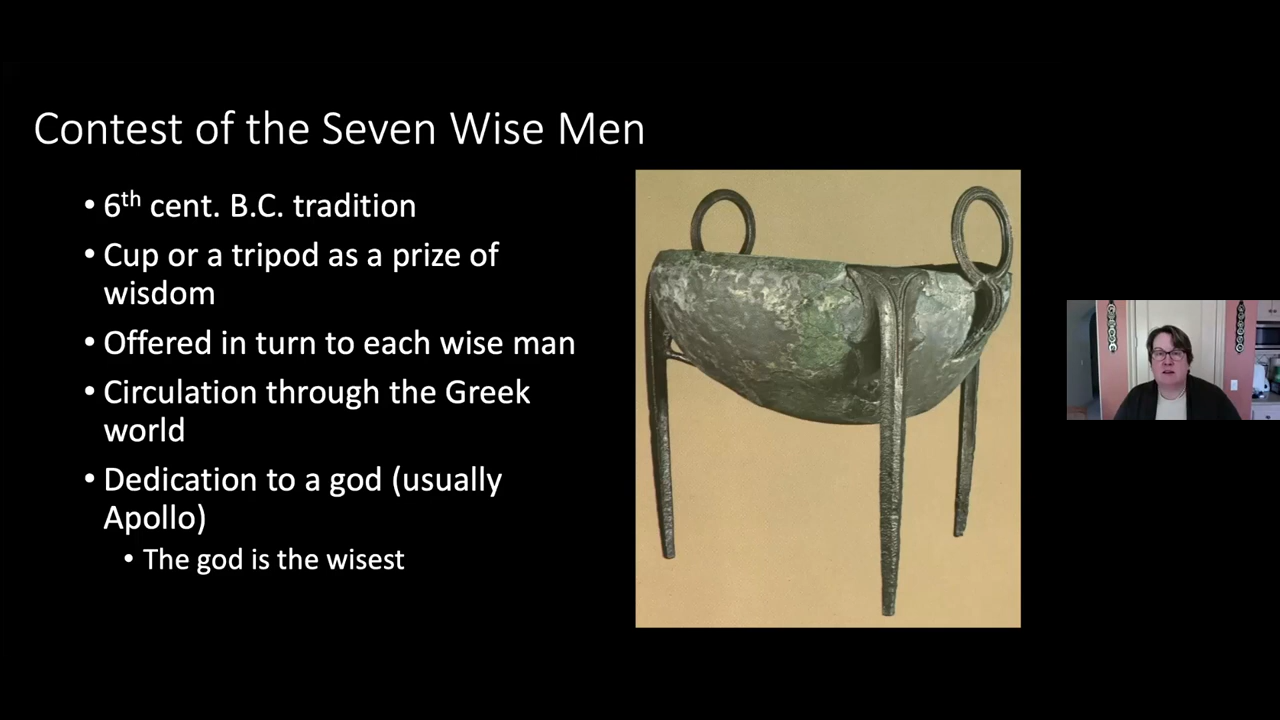 Contest of the Seven Wise Men
• 6th cent. B.C. tradition
• Cup or a tripod as a prize of
wisdom
• Offered in turn to each wise man
• Circulation through the Greek
world
• Dedication to a god (usually
Apollo)
• The god is the wisest